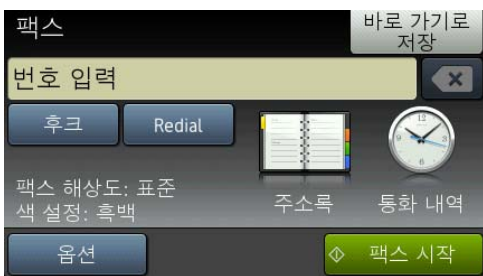 팩스
바로 가기로
저장
번호 입력
후크
Redial
팩스 해상도: 표준
색 설정: 흑백
주소록
통화 내역
옵션
팩스 시작